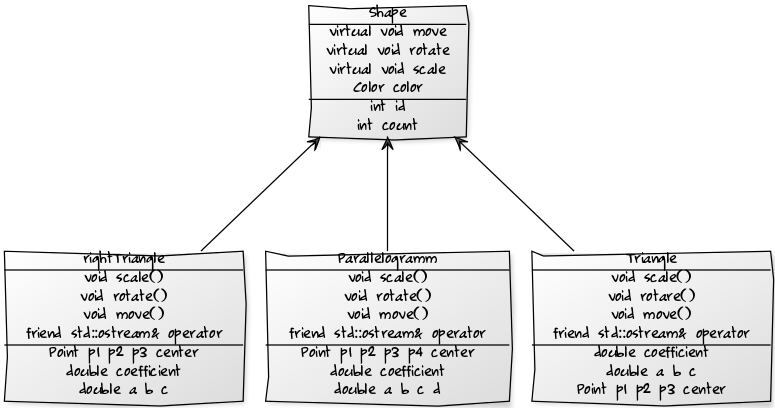 Shape
virtual void move
virtual void rotate
virtual void scale
Color color
int id
int count
rightTriangle
void scale()
void rotate()
void move()
friend std::ostream& operator
Point p1 p2 p3 center
double coefficient
double a b c
Parallelogramm
void scale()
void rotate()
void move()
friend std::ostream& operator
Point p1 p2 p3 p4 center
double coefficient
double a b c d
Triangle
void scale()
void rotare()
void move()
friend std::ostream& operator
double coefficient
double a b c
Point p1 p2 p3 center